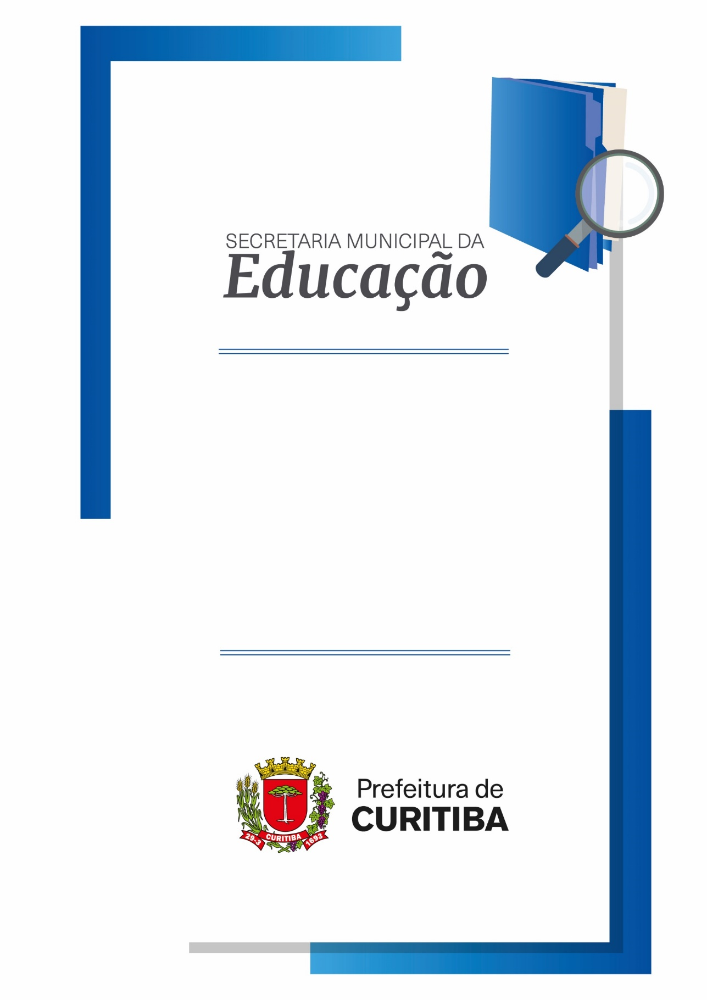 SECRETARIA MUNICIPAL DA
Educação
29-3 CURITIBA 1693
Prefeitura de
CURITIBA